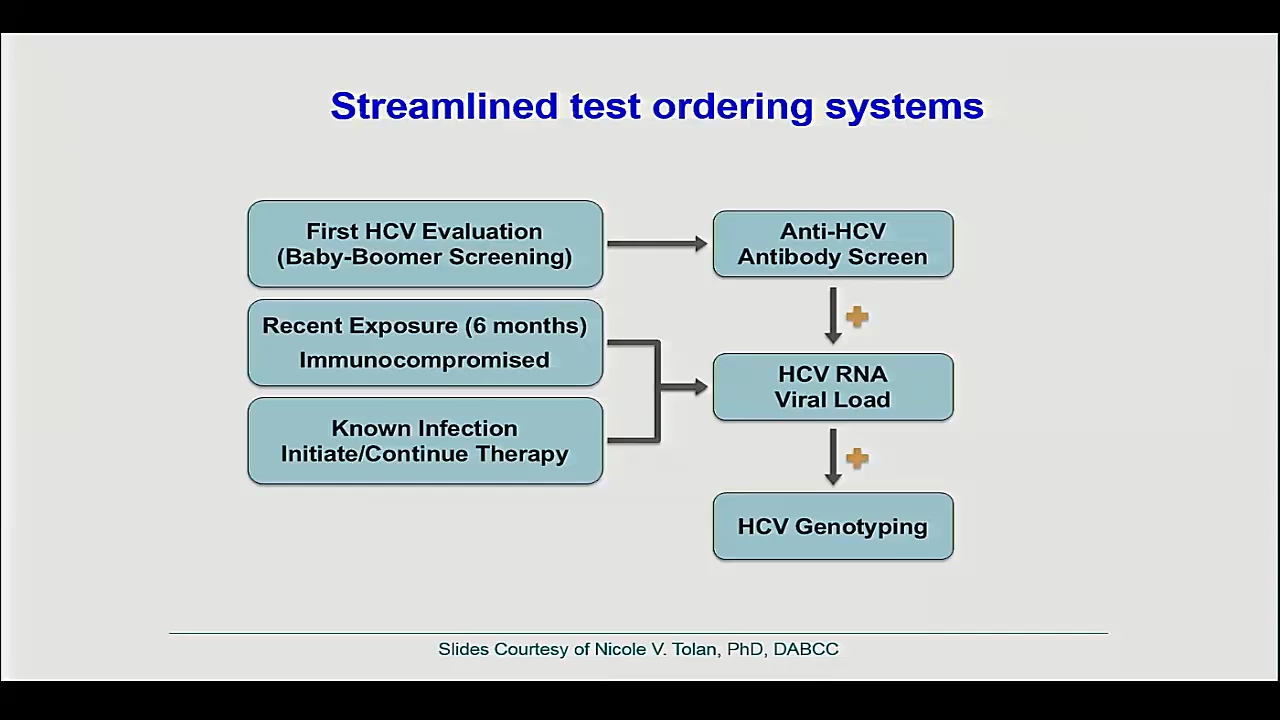 Streamlined test ordering systems
First HCV Evaluation
(Baby-Boomer Screening)
Anti-HCV
Antibody Screen
Recent Exposure (6 months)
Immunocompromised
HCV RNA
Viral Load
Known Infection
Initiate/Continue Therapy
HCV Genotyping
Slides Courtesy of Nicole V. Tolan, PhD, DABCC